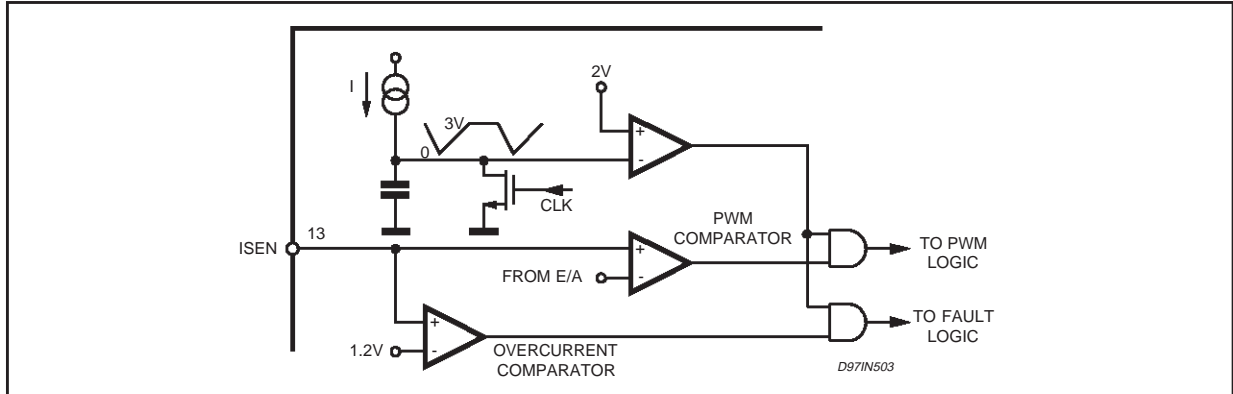 I
2V
3V
0
+
-
CLK
ISEN
13
PWM
COMPARATOR
+
-
FROM E/A
TO PWM
LOGIC
+
-
1.2V
OVERCURRENT
COMPARATOR
TO FAULT
LOGIC
D97IN503